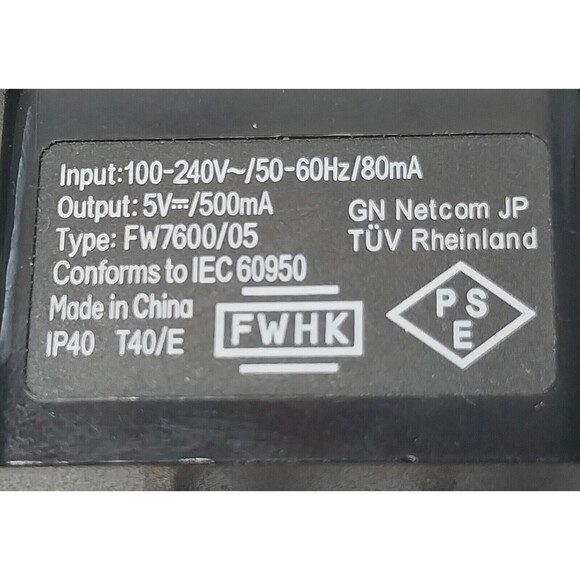 Input:100-240V~/50-60Hz/80mA
Output: 5V⎓/500mA
Type: FW7600/05
Conforms to IEC 60950
Made in China
IP40 T40/E
FWHK
GN Netcom JP
TÜV Rheinland
PS
E